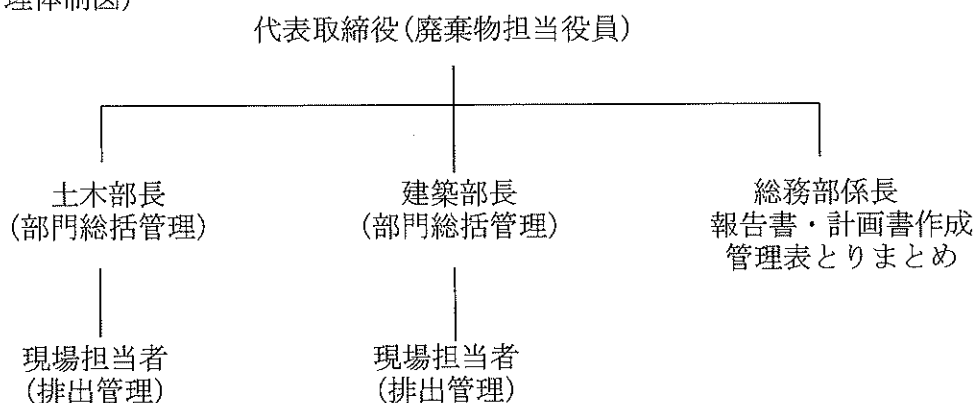 理体制図)
代表取締役(廃棄物担当役員)
土木部長
(部門総括管理)
建築部長
(部門総括管理)
総務部係長
報告書・計画書作成
管理表とりまとめ
現場担当者
(排出管理)
現場担当者
(排出管理)